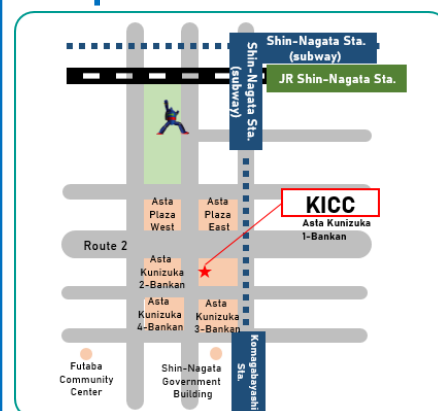 Shin-Nagata Sta.
(subway)
JR Shin-Nagata Sta.
Shin-Nagata Sta.
(subway)
Asta
Plaza
West
Asta
Plaza
East
KICC
Asta Kunizuka
1-Bankan
Route 2
Asta
Kunizuka
2-Bankan
Asta
Kunizuka
4-Bankan
Asta
Kunizuka
3-Bankan
Futaba
Community
Center
Shin-Nagata
Government
Building
Komagabayashi
Sta.